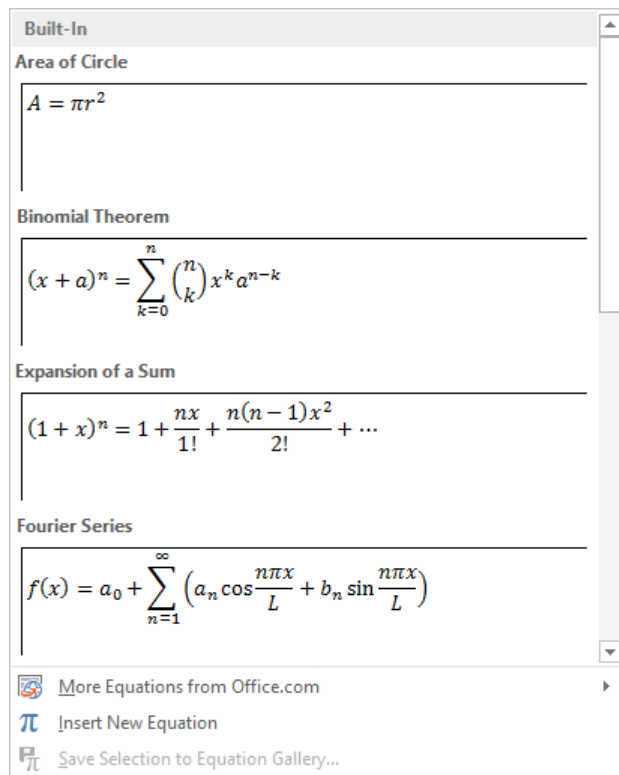 Built-In
Area of Circle
A = πr²
Binomial Theorem
(x + a)ⁿ = ∑ₖ₌₀ⁿ (n k) xᵏaⁿ⁻ᵏ
Expansion of a Sum
(1 + x)ⁿ = 1 + nx/1! + n(n − 1)x²/2! + ⋯
Fourier Series
f(x) = a₀ + ∑ₙ₌₁^∞ (aₙ cos nπx/L + bₙ sin nπx/L)
More Equations from Office.com
π Insert New Equation
π Save Selection to Equation Gallery...